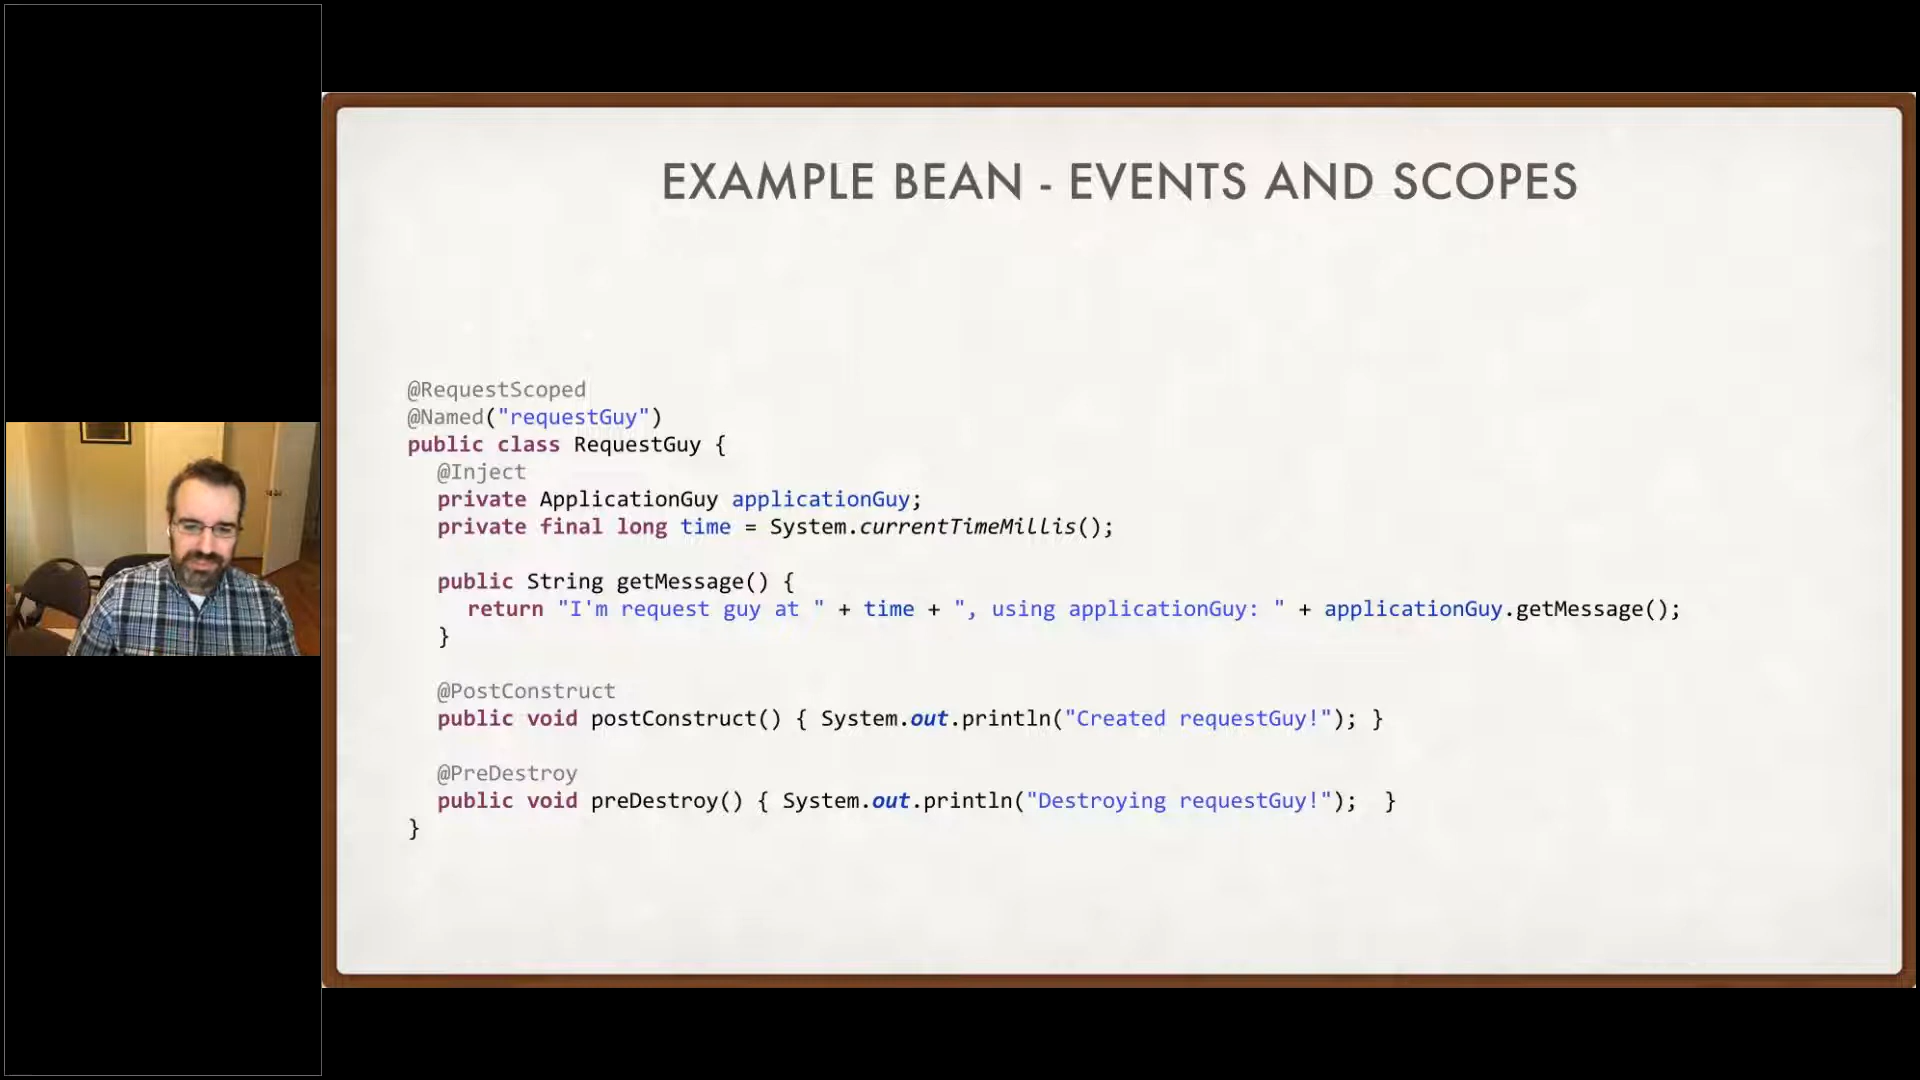 EXAMPLE BEAN - EVENTS AND SCOPES
@RequestScoped
@Named("requestGuy")
public class RequestGuy {
@Inject
private ApplicationGuy applicationGuy;
private final long time = System.currentTimeMillis();
public String getMessage() {
return "I'm request guy at " + time + ", using applicationGuy: " + applicationGuy.getMessage();
}
@PostConstruct
public void postConstruct() { System.out.println("Created requestGuy!"); }
@PreDestroy
public void preDestroy() { System.out.println("Destroying requestGuy!");  }
}